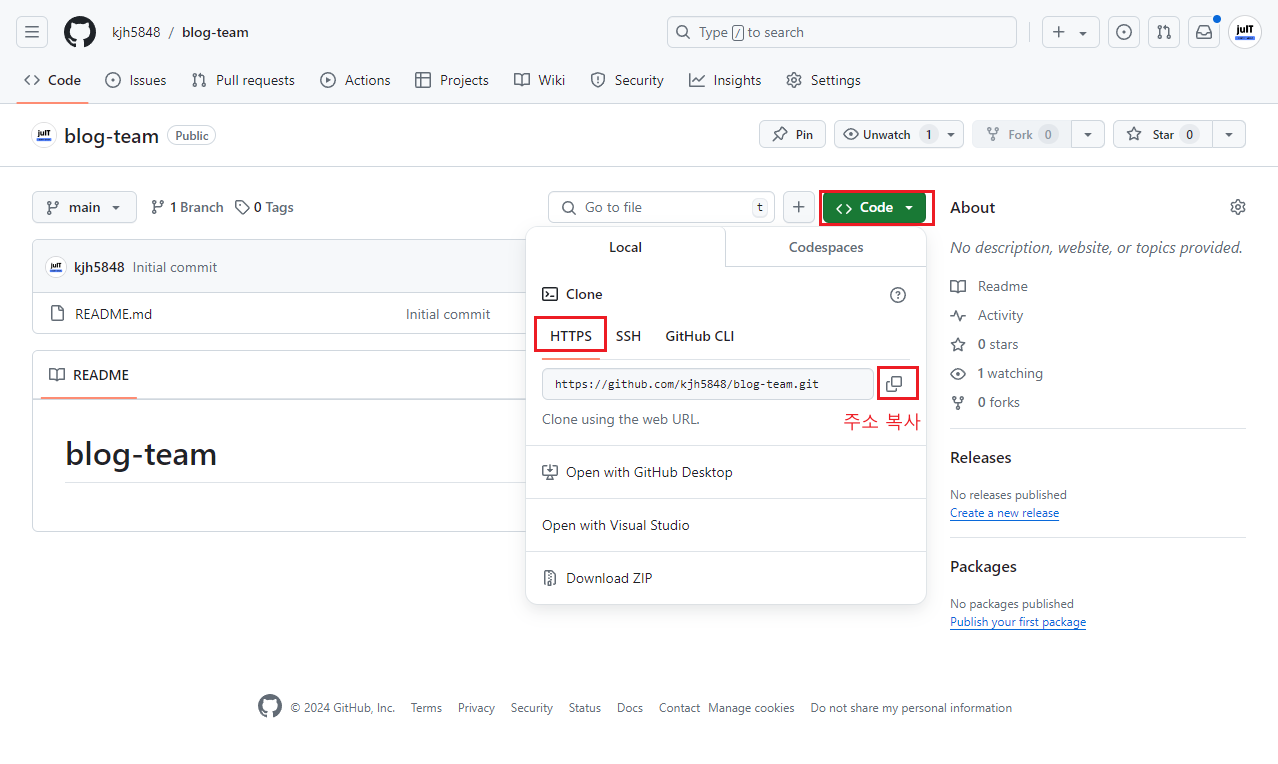 kjh5848 / blog-team
Type / to search
juIT
Code Issues Pull requests Actions Projects Wiki Security Insights Settings
juIT blog-team Public
Pin Unwatch 1 Fork 0 Star 0
main 1 Branch 0 Tags
Go to file t
Code
About
Local Codespaces
No description, website, or topics provided.
juIT kjh5848 Initial commit
Readme
Clone
README.md Initial commit
Activity
HTTPS SSH GitHub CLI
0 stars
README
1 watching
https://github.com/kjh5848/blog-team.git
0 forks
Clone using the web URL.
주소 복사
blog-team
Releases
Open with GitHub Desktop
No releases published
Create a new release
Open with Visual Studio
Packages
Download ZIP
No packages published
Publish your first package
© 2024 GitHub, Inc. Terms Privacy Security Status Docs Contact Manage cookies Do not share my personal information